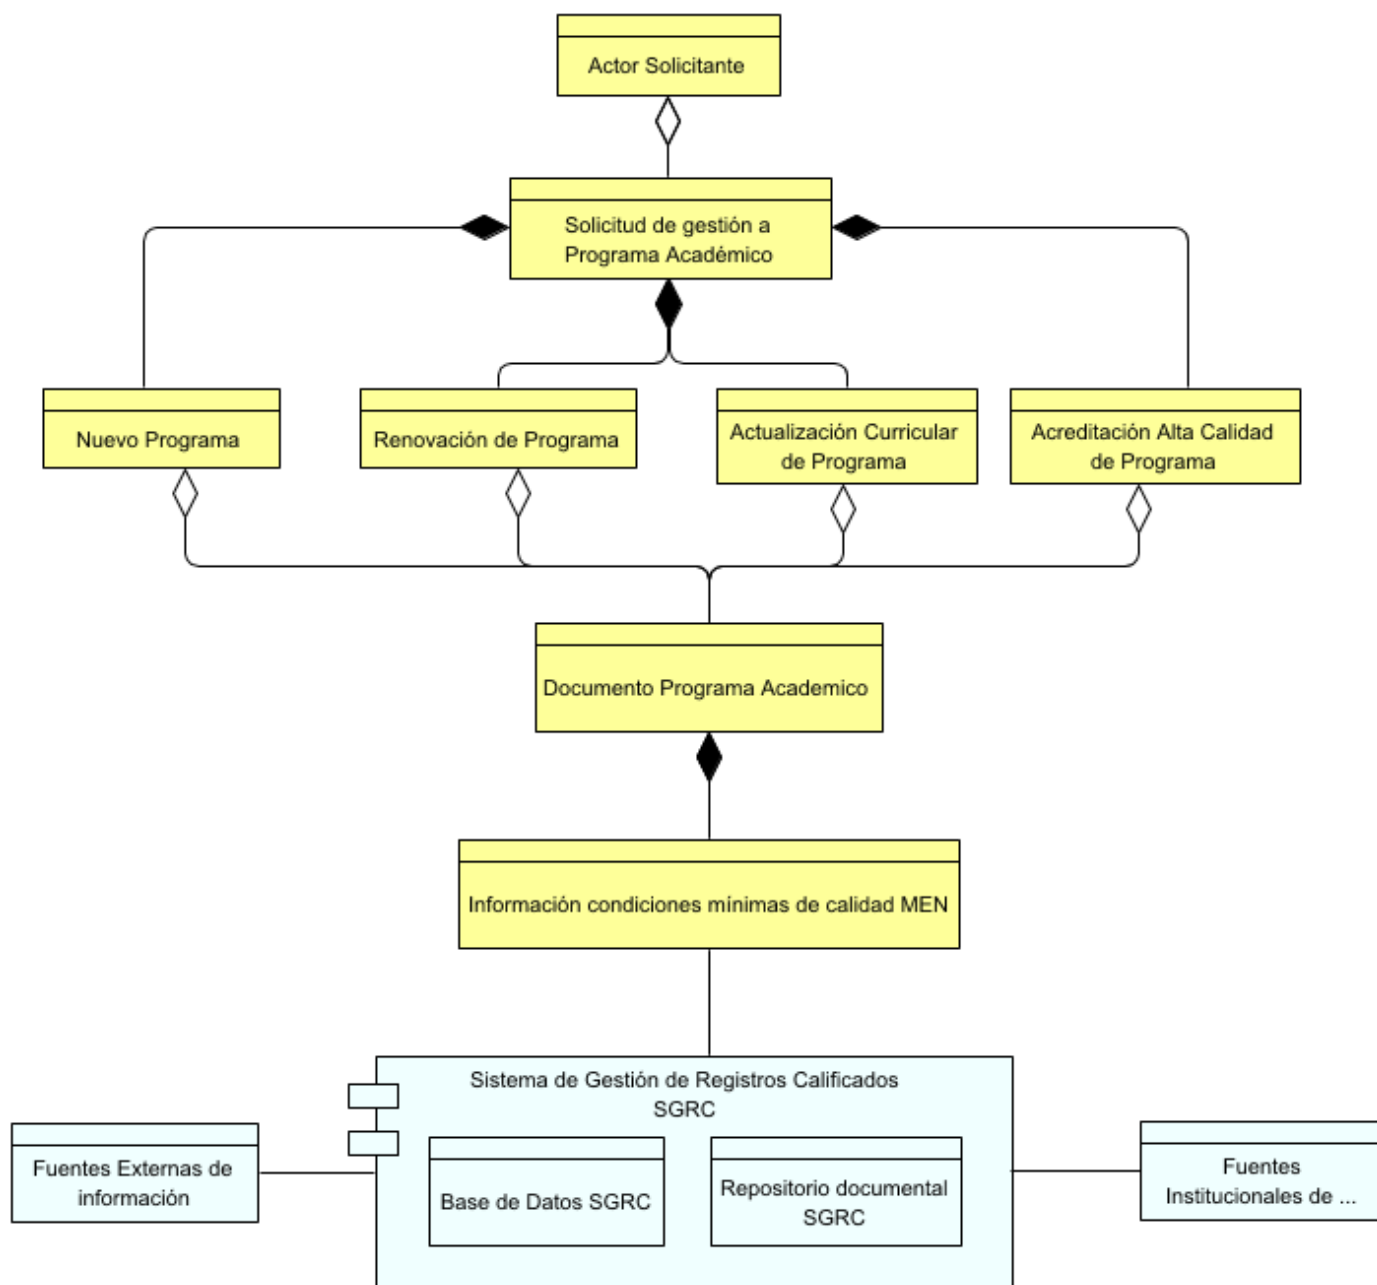 Actor Solicitante
Solicitud de gestión a
Programa Académico
Nuevo Programa
Renovación de Programa
Actualización Curricular
de Programa
Acreditación Alta Calidad
de Programa
Documento Programa Academico
Información condiciones mínimas de calidad MEN
Sistema de Gestión de Registros Calificados
SGRC
Fuentes Externas de
información
Base de Datos SGRC
Repositorio documental
SGRC
Fuentes
Institucionales de ...